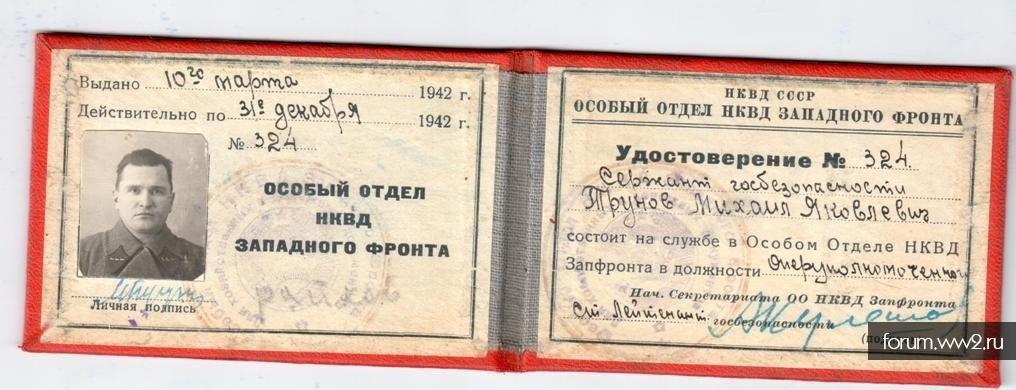 Выдано 10го марта 1942 г.
Действительно по 31е декабря 1942 г.
№ 324
ОСОБЫЙ ОТДЕЛ
НКВД
ЗАПАДНОГО ФРОНТА
Личная подпись
НКВД СССР
ОСОБЫЙ ОТДЕЛ НКВД ЗАПАДНОГО ФРОНТА
Удостоверение № 324
Сержант госбезопасности
Трунов Михаил Яковлевич
состоит на службе в Особом Отделе НКВД
Запфронта в должности Оперуполномоченного
Нач. Секретариата ОО НКВД Запфронта
Ст. Лейтенант госбезопасности
forum.ww2.ru